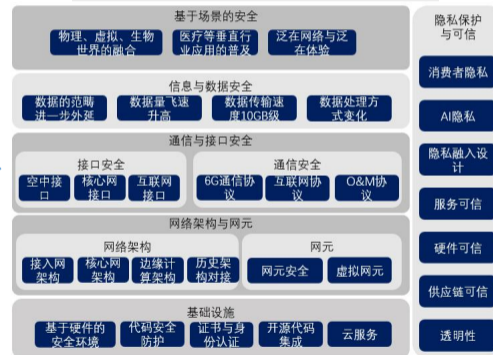 基于场景的安全
物理、虚拟、生物
世界的融合
医疗等垂直行
业应用的普及
泛在网络与泛
在体验
信息与数据安全
数据的范畴
进一步外延
数据量飞速
升高
数据传输速
度10GB级
数据处理方
式变化
通信与接口安全
接口安全
空中接
口
核心网
接口
互联网
接口
通信安全
6G通信协
议
互联网协
议
O&M协
议
网络架构与网元
网络架构
接入网
架构
核心网
架构
边缘计
算架构
历史架
构对接
网元
网元安全
虚拟网元
基础设施
基于硬件的
安全环境
代码安全
防护
证书与身
份认证
开源代码
集成
云服务
隐私保护
与可信
消费者隐私
AI隐私
隐私融入设
计
服务可信
硬件可信
供应链可信
透明性